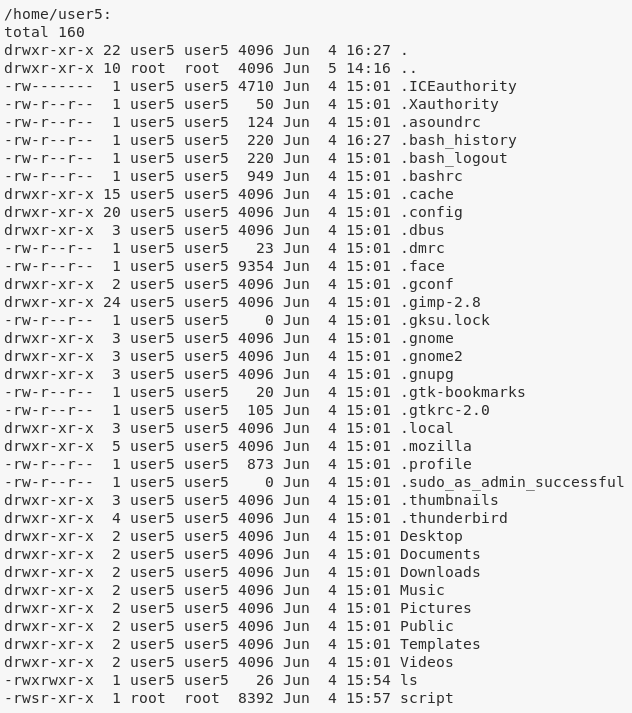 /home/user5:
total 160
drwxr-xr-x 22 user5 user5 4096 Jun  4 16:27 .
drwxr-xr-x 10 root  root  4096 Jun  5 14:16 ..
-rw-------  1 user5 user5 4710 Jun  4 15:01 .ICEauthority
-rw-r--r--  1 user5 user5   50 Jun  4 15:01 .Xauthority
-rw-r--r--  1 user5 user5  124 Jun  4 15:01 .asoundrc
-rw-r--r--  1 user5 user5  220 Jun  4 16:27 .bash_history
-rw-r--r--  1 user5 user5  220 Jun  4 15:01 .bash_logout
-rw-r--r--  1 user5 user5  949 Jun  4 15:01 .bashrc
drwxr-xr-x 15 user5 user5 4096 Jun  4 15:01 .cache
drwxr-xr-x 20 user5 user5 4096 Jun  4 15:01 .config
drwxr-xr-x  3 user5 user5 4096 Jun  4 15:01 .dbus
-rw-r--r--  1 user5 user5   23 Jun  4 15:01 .dmrc
-rw-r--r--  1 user5 user5 9354 Jun  4 15:01 .face
drwxr-xr-x  2 user5 user5 4096 Jun  4 15:01 .gconf
drwxr-xr-x 24 user5 user5 4096 Jun  4 15:01 .gimp-2.8
-rw-r--r--  1 user5 user5    0 Jun  4 15:01 .gksu.lock
drwxr-xr-x  3 user5 user5 4096 Jun  4 15:01 .gnome
drwxr-xr-x  3 user5 user5 4096 Jun  4 15:01 .gnome2
drwxr-xr-x  3 user5 user5 4096 Jun  4 15:01 .gnupg
-rw-r--r--  1 user5 user5   20 Jun  4 15:01 .gtk-bookmarks
-rw-r--r--  1 user5 user5  105 Jun  4 15:01 .gtkrc-2.0
drwxr-xr-x  3 user5 user5 4096 Jun  4 15:01 .local
drwxr-xr-x  5 user5 user5 4096 Jun  4 15:01 .mozilla
-rw-r--r--  1 user5 user5  873 Jun  4 15:01 .profile
-rw-r--r--  1 user5 user5    0 Jun  4 15:01 .sudo_as_admin_successful
drwxr-xr-x  3 user5 user5 4096 Jun  4 15:01 .thumbnails
drwxr-xr-x  4 user5 user5 4096 Jun  4 15:01 .thunderbird
drwxr-xr-x  2 user5 user5 4096 Jun  4 15:01 Desktop
drwxr-xr-x  2 user5 user5 4096 Jun  4 15:01 Documents
drwxr-xr-x  2 user5 user5 4096 Jun  4 15:01 Downloads
drwxr-xr-x  2 user5 user5 4096 Jun  4 15:01 Music
drwxr-xr-x  2 user5 user5 4096 Jun  4 15:01 Pictures
drwxr-xr-x  2 user5 user5 4096 Jun  4 15:01 Public
drwxr-xr-x  2 user5 user5 4096 Jun  4 15:01 Templates
drwxr-xr-x  2 user5 user5 4096 Jun  4 15:01 Videos
-rwxrwxr-x  1 user5 user5   26 Jun  4 15:54 ls
-rwsr-xr-x  1 root  root  8392 Jun  4 15:57 script